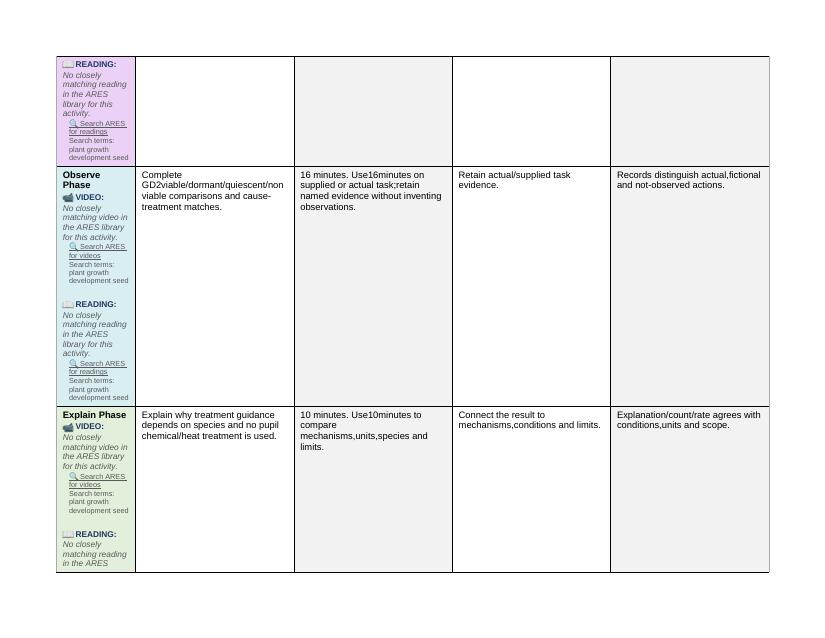 📖 READING:
No closely
matching reading
in the ARES
library for this
activity.
🔍 Search ARES
for readings
Search terms:
plant growth
development seed
Observe
Phase
📹 VIDEO:
No closely
matching video in
the ARES library
for this activity.
🔍 Search ARES
for videos
Search terms:
plant growth
development seed
📖 READING:
No closely
matching reading
in the ARES
library for this
activity.
🔍 Search ARES
for readings
Search terms:
plant growth
development seed
Complete
GD2viable/dormant/quiescent/non
viable comparisons and cause-
treatment matches.
16 minutes. Use16minutes on
supplied or actual task;retain
named evidence without inventing
observations.
Retain actual/supplied task
evidence.
Records distinguish actual,fictional
and not-observed actions.
Explain Phase
📹 VIDEO:
No closely
matching video in
the ARES library
for this activity.
🔍 Search ARES
for videos
Search terms:
plant growth
development seed
📖 READING:
No closely
matching reading
in the ARES
Explain why treatment guidance
depends on species and no pupil
chemical/heat treatment is used.
10 minutes. Use10minutes to
compare
mechanisms,units,species and
limits.
Connect the result to
mechanisms,conditions and limits.
Explanation/count/rate agrees with
conditions,units and scope.